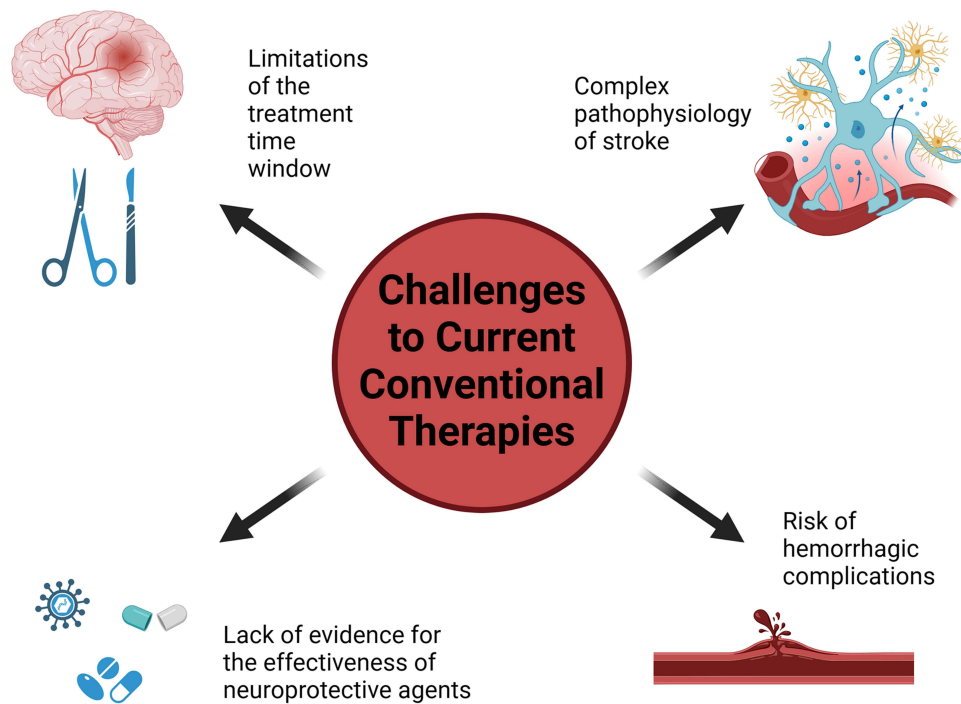 Limitations
of the
treatment
time
window
Complex
pathophysiology
of stroke
Challenges
to Current
Conventional
Therapies
Lack of evidence for
the effectiveness of
neuroprotective agents
Risk of
hemorrhagic
complications